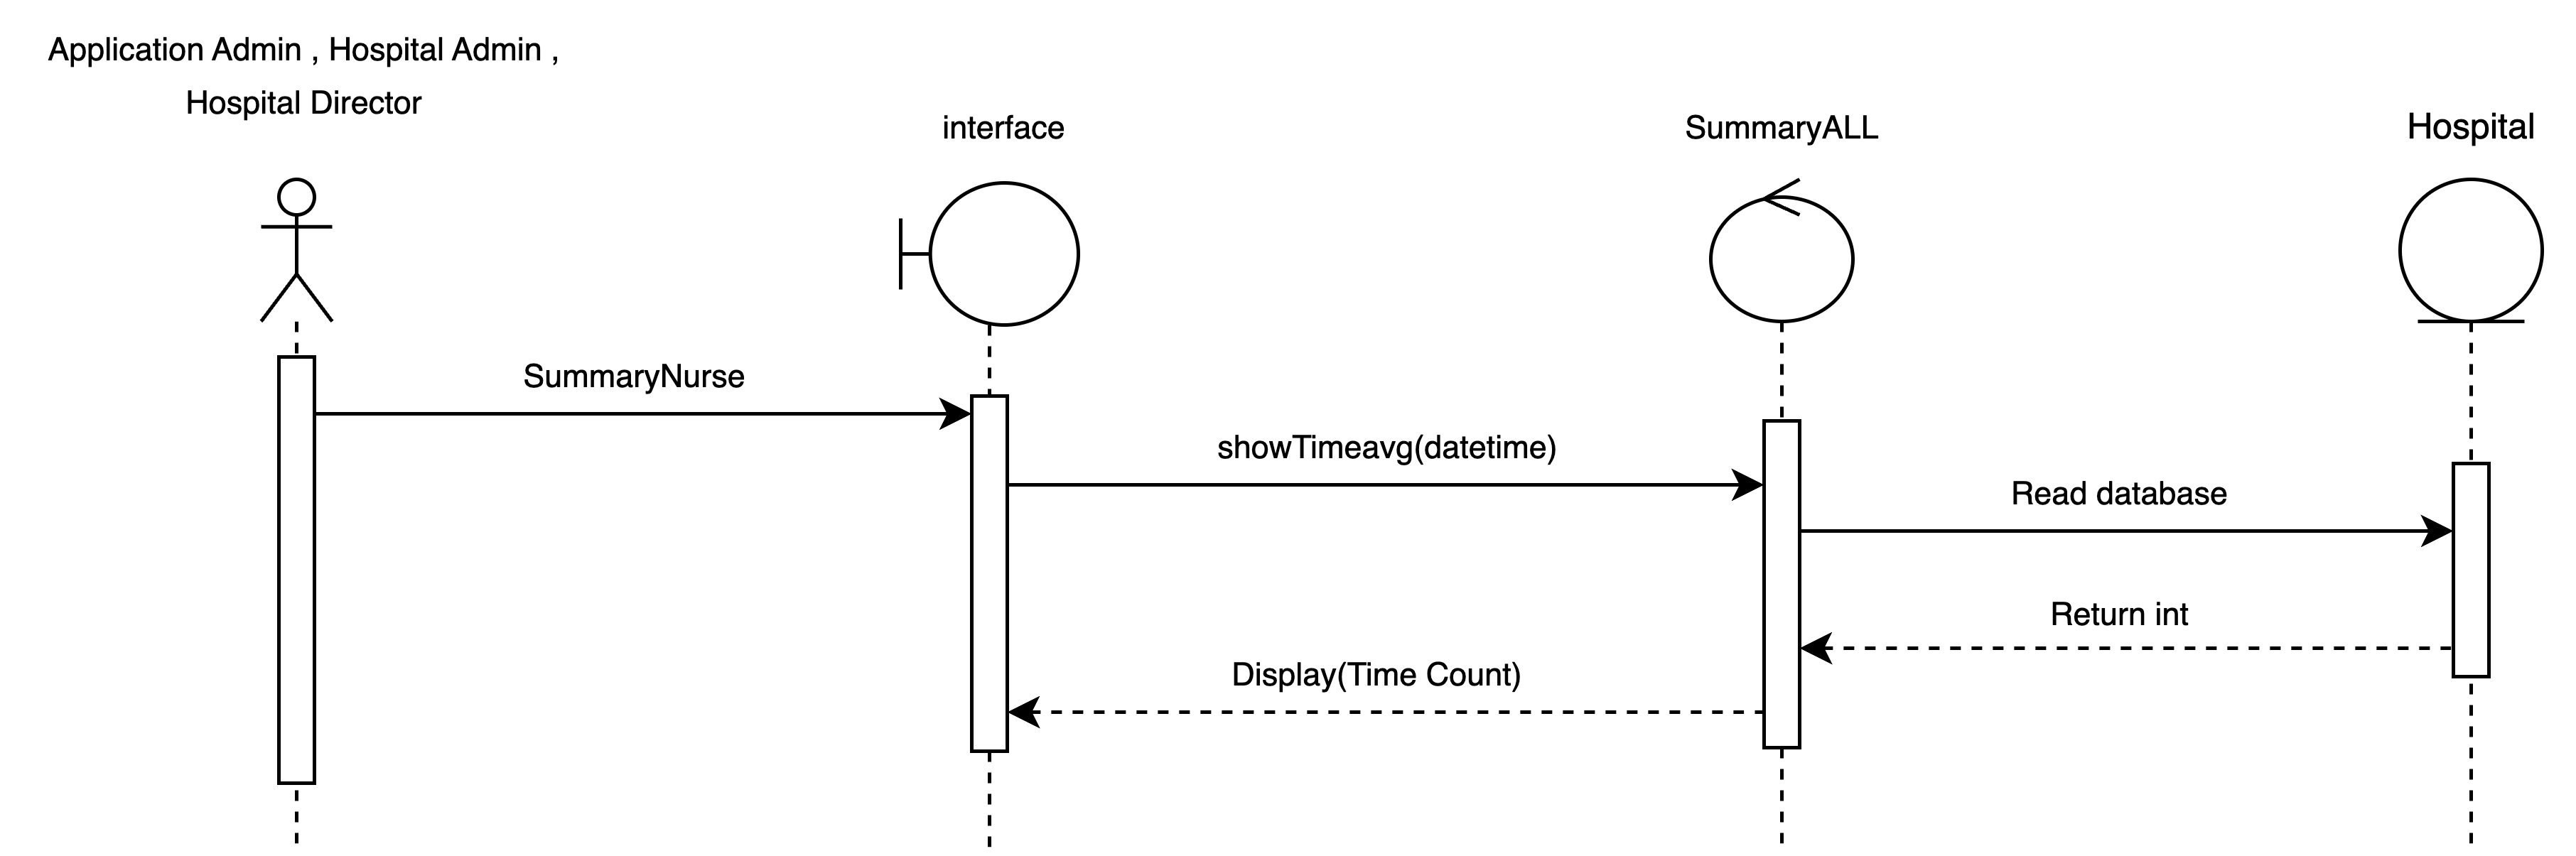 Application Admin , Hospital Admin ,
Hospital Director
interface
SummaryALL
Hospital
SummaryNurse
showTimeavg(datetime)
Read database
Return int
Display(Time Count)